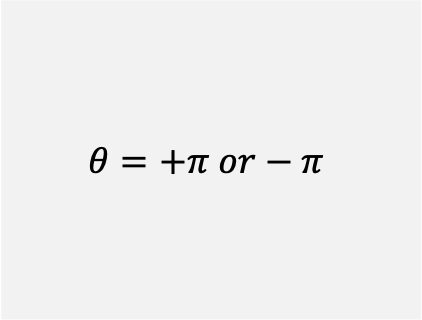 θ = +π or − π